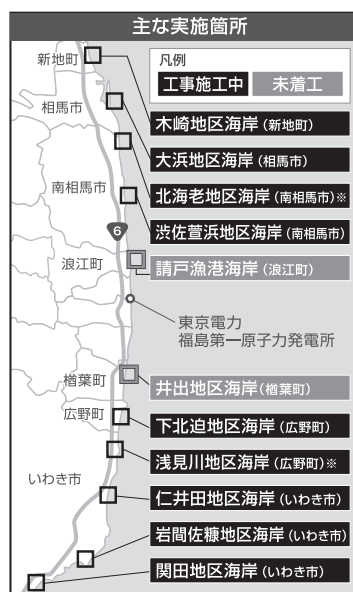 主な実施箇所
凡例
工事施工中 未着工
新地町
相馬市
南相馬市
6
浪江町
楢葉町
広野町
いわき市
木崎地区海岸(新地町)
大浜地区海岸(相馬市)
北海老地区海岸(南相馬市)※
渋佐萱浜地区海岸(南相馬市)
請戸漁港海岸(浪江町)
東京電力
福島第一原子力発電所
井出地区海岸(楢葉町)
下北迫地区海岸(広野町)
浅見川地区海岸(広野町)※
仁井田地区海岸(いわき市)
岩間佐糠地区海岸(いわき市)
関田地区海岸(いわき市)